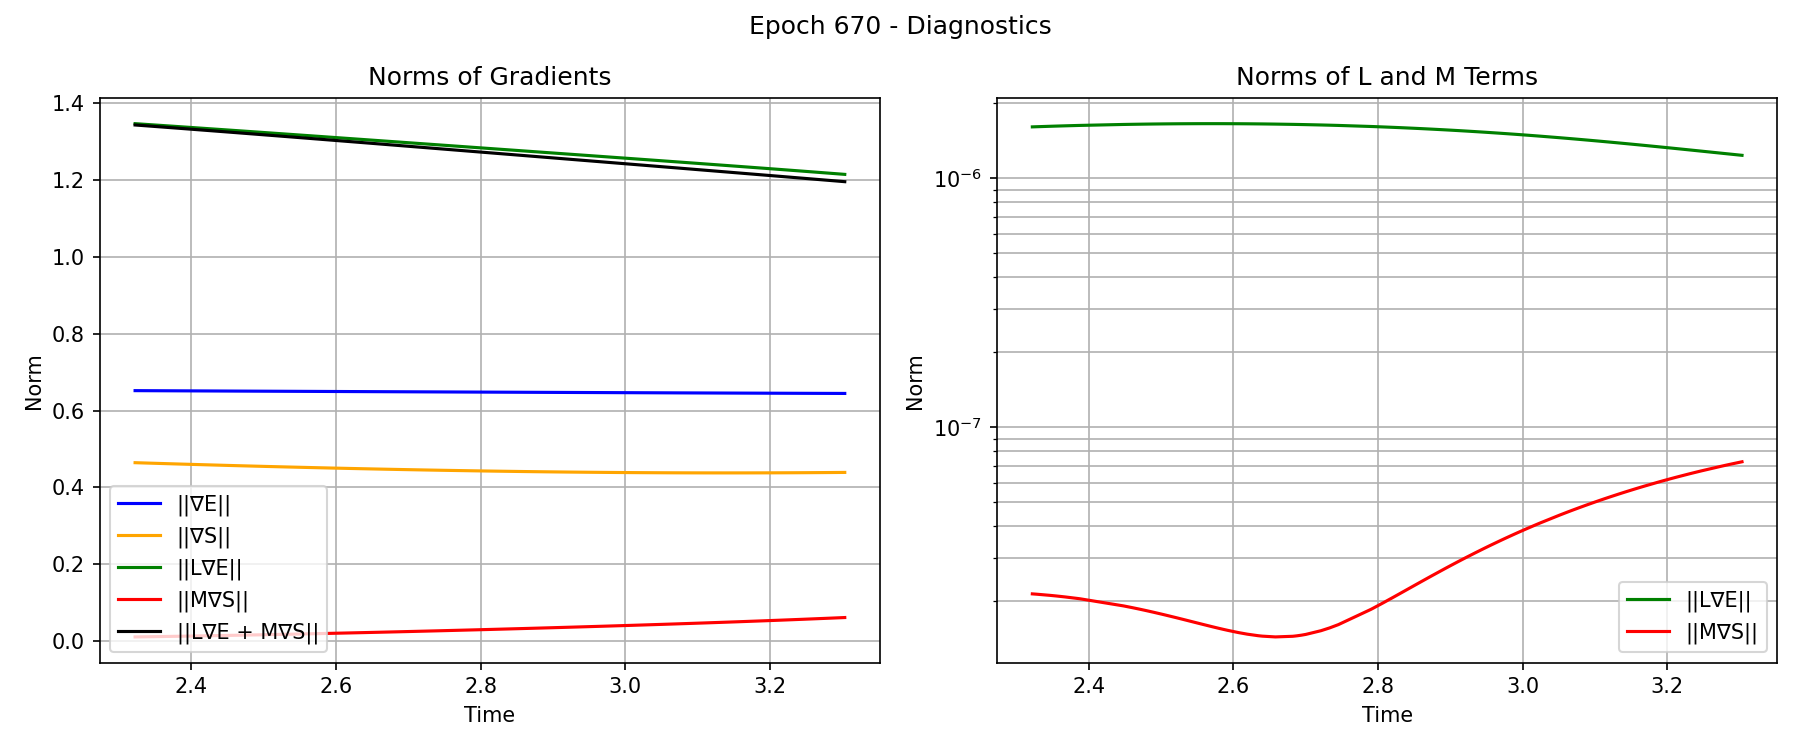 Epoch 670 - Diagnostics
Norms of Gradients
1.4
1.2
1.0
0.8
0.6
0.4
0.2
0.0
Norm
||∇E||
||∇S||
||L∇E||
||M∇S||
||L∇E + M∇S||
2.4
2.6
2.8
3.0
3.2
Time
Norms of L and M Terms
10⁻⁶
10⁻⁷
Norm
||L∇E||
||M∇S||
2.4
2.6
2.8
3.0
3.2
Time